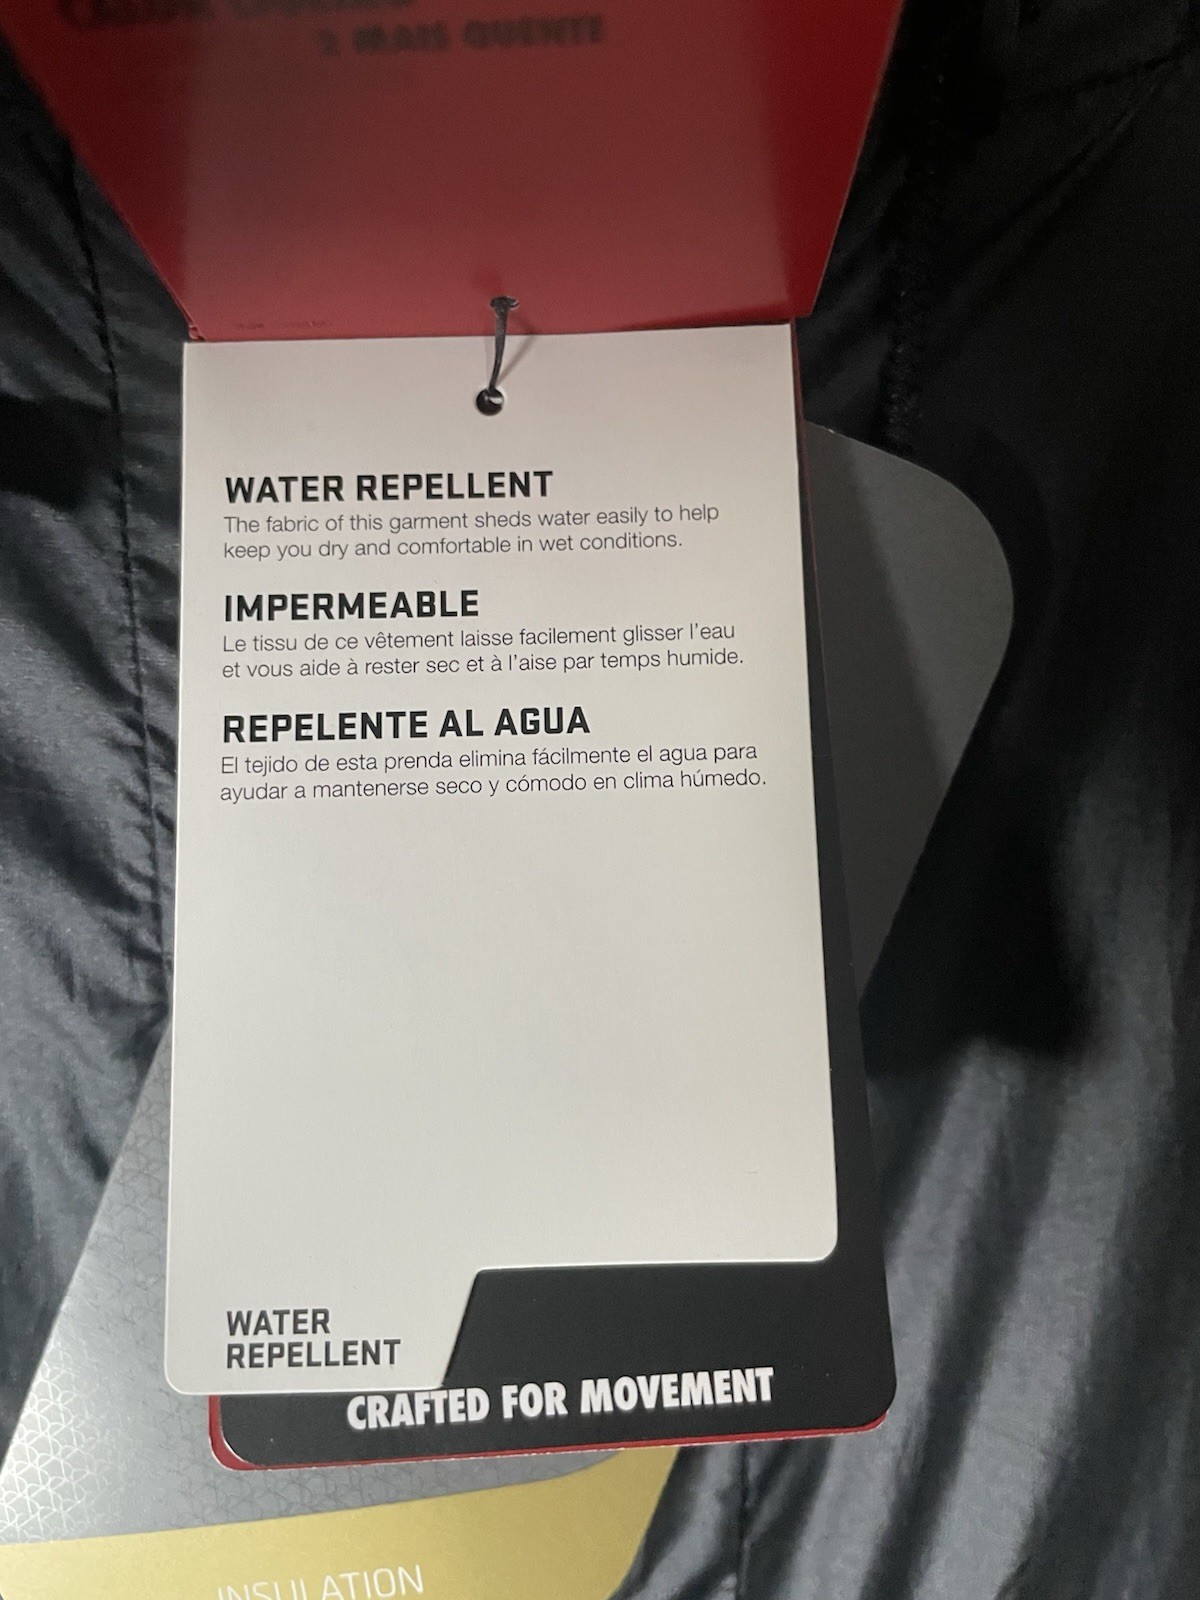 2 MAIS QUENTE
WATER REPELLENT
The fabric of this garment sheds water easily to help
keep you dry and comfortable in wet conditions.
IMPERMEABLE
Le tissu de ce vêtement laisse facilement glisser l'eau
et vous aide à rester sec et à l'aise par temps humide.
REPELENTE AL AGUA
El tejido de esta prenda elimina fácilmente el agua para
ayudar a mantenerse seco y cómodo en clima húmedo.
WATER
REPELLENT
CRAFTED FOR MOVEMENT
INSULATION